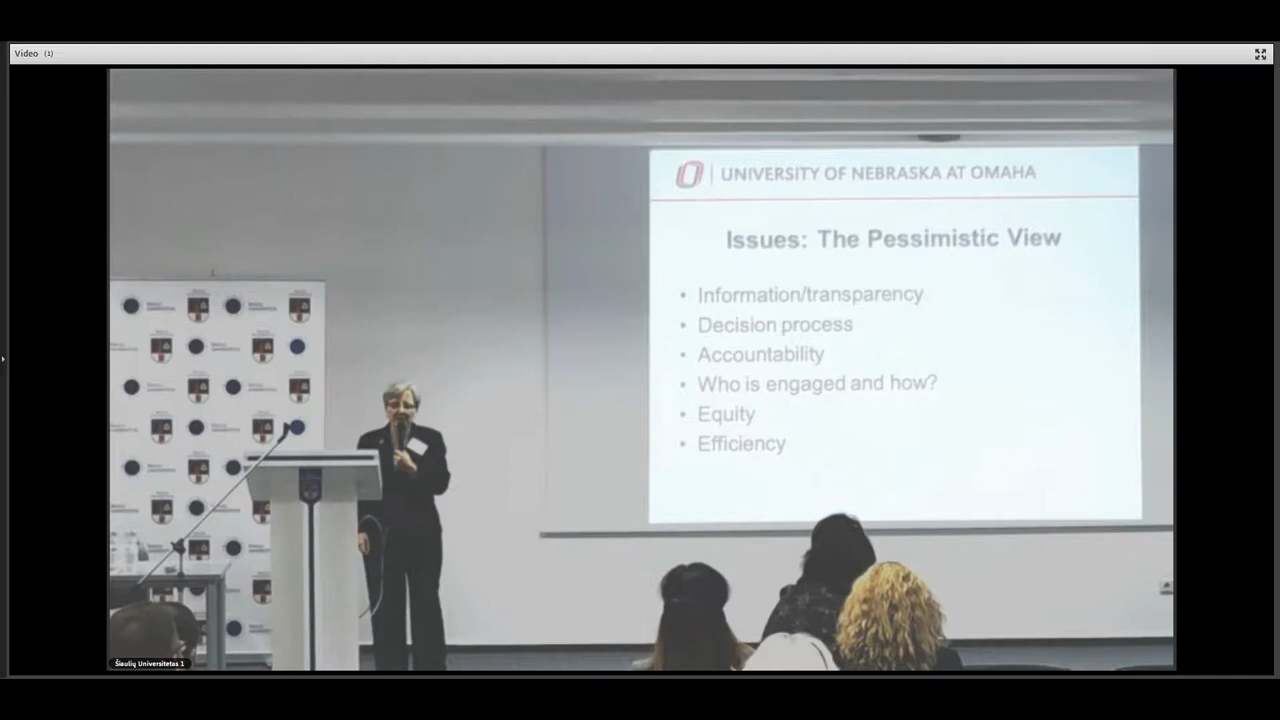 Video (1)
UNIVERSITY OF NEBRASKA AT OMAHA
Issues: The Pessimistic View
• Information/transparency
• Decision process
• Accountability
• Who is engaged and how?
• Equity
• Efficiency
Šiaulių Universitetas 1